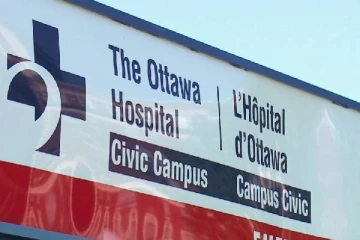 The Ottawa
Hospital
Civic Campus
L'Hôpital
d'Ottawa
Campus Civic